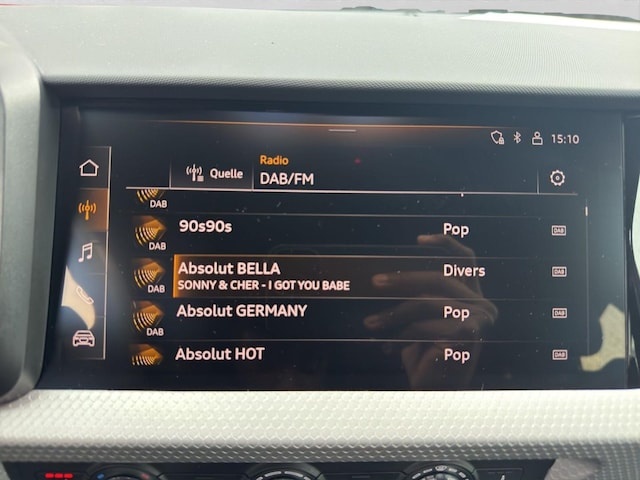 15:10
Radio
Quelle DAB/FM
DAB
90s90s Pop DAB
DAB
Absolut BELLA Divers DAB
SONNY & CHER - I GOT YOU BABE
DAB
Absolut GERMANY Pop DAB
DAB
Absolut HOT Pop DAB